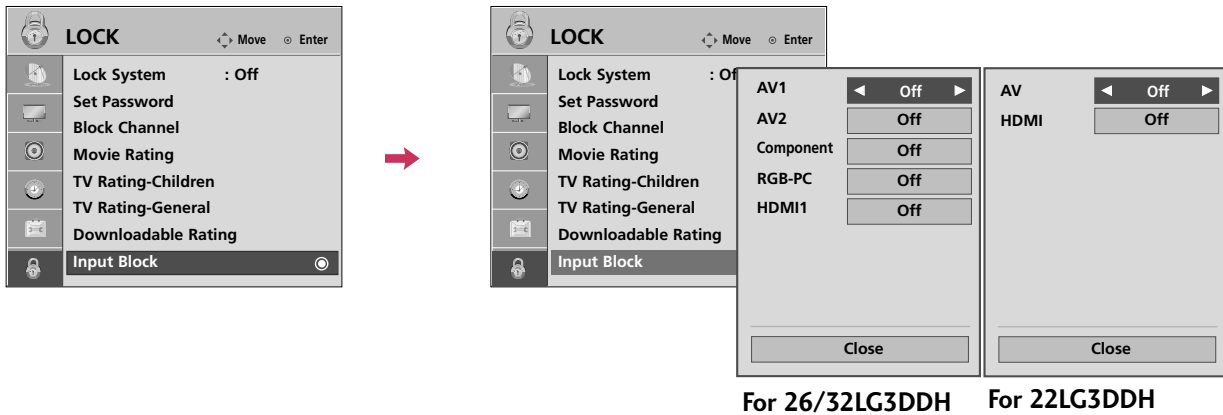 LOCK
Move Enter
Lock System : Off
Set Password
Block Channel
Movie Rating
TV Rating-Children
TV Rating-General
Downloadable Rating
Input Block
LOCK
Move Enter
Lock System : Of
Set Password
Block Channel
Movie Rating
TV Rating-Children
TV Rating-General
Downloadable Rating
Input Block
AV1 ◀ Off ▶
AV2 Off
Component Off
RGB-PC Off
HDMI1 Off
Close
For 26/32LG3DDH
AV ◀ Off ▶
HDMI Off
Close
For 22LG3DDH